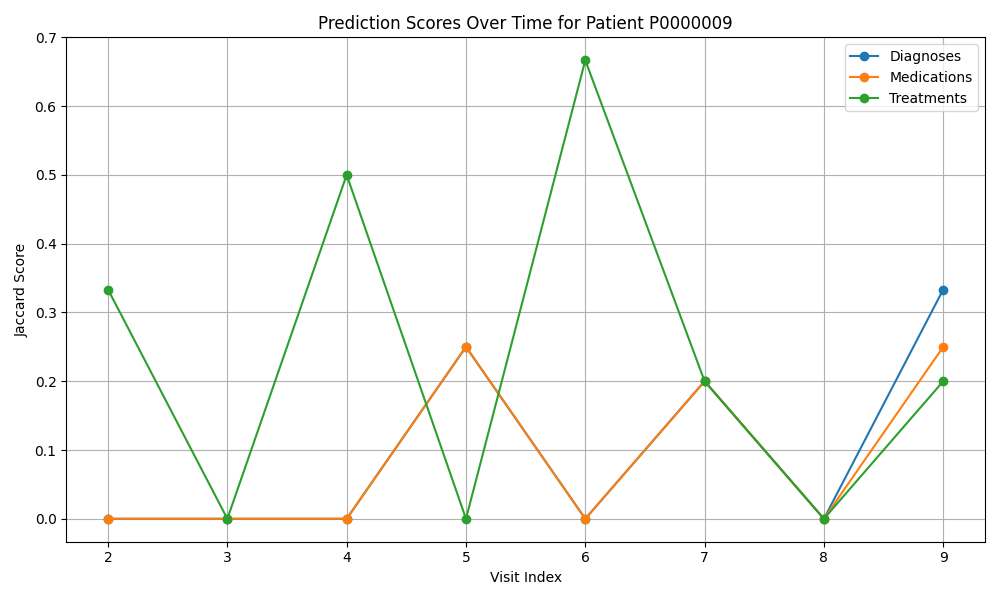 Prediction Scores Over Time for Patient P0000009
Diagnoses
Medications
Treatments
Jaccard Score
0.7
0.6
0.5
0.4
0.3
0.2
0.1
0.0
2 3 4 5 6 7 8 9
Visit Index